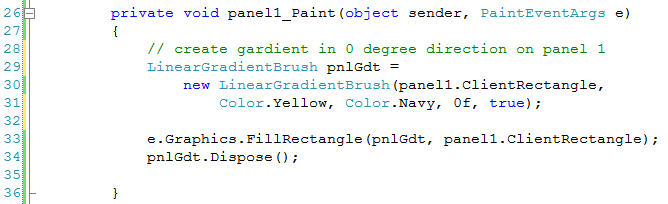 26 private void panel1_Paint(object sender, PaintEventArgs e)
27 {
28 // create gardient in 0 degree direction on panel 1
29 LinearGradientBrush pnlGdt =
30 new LinearGradientBrush(panel1.ClientRectangle,
31 Color.Yellow, Color.Navy, 0f, true);
32
33 e.Graphics.FillRectangle(pnlGdt, panel1.ClientRectangle);
34 pnlGdt.Dispose();
35
36 }